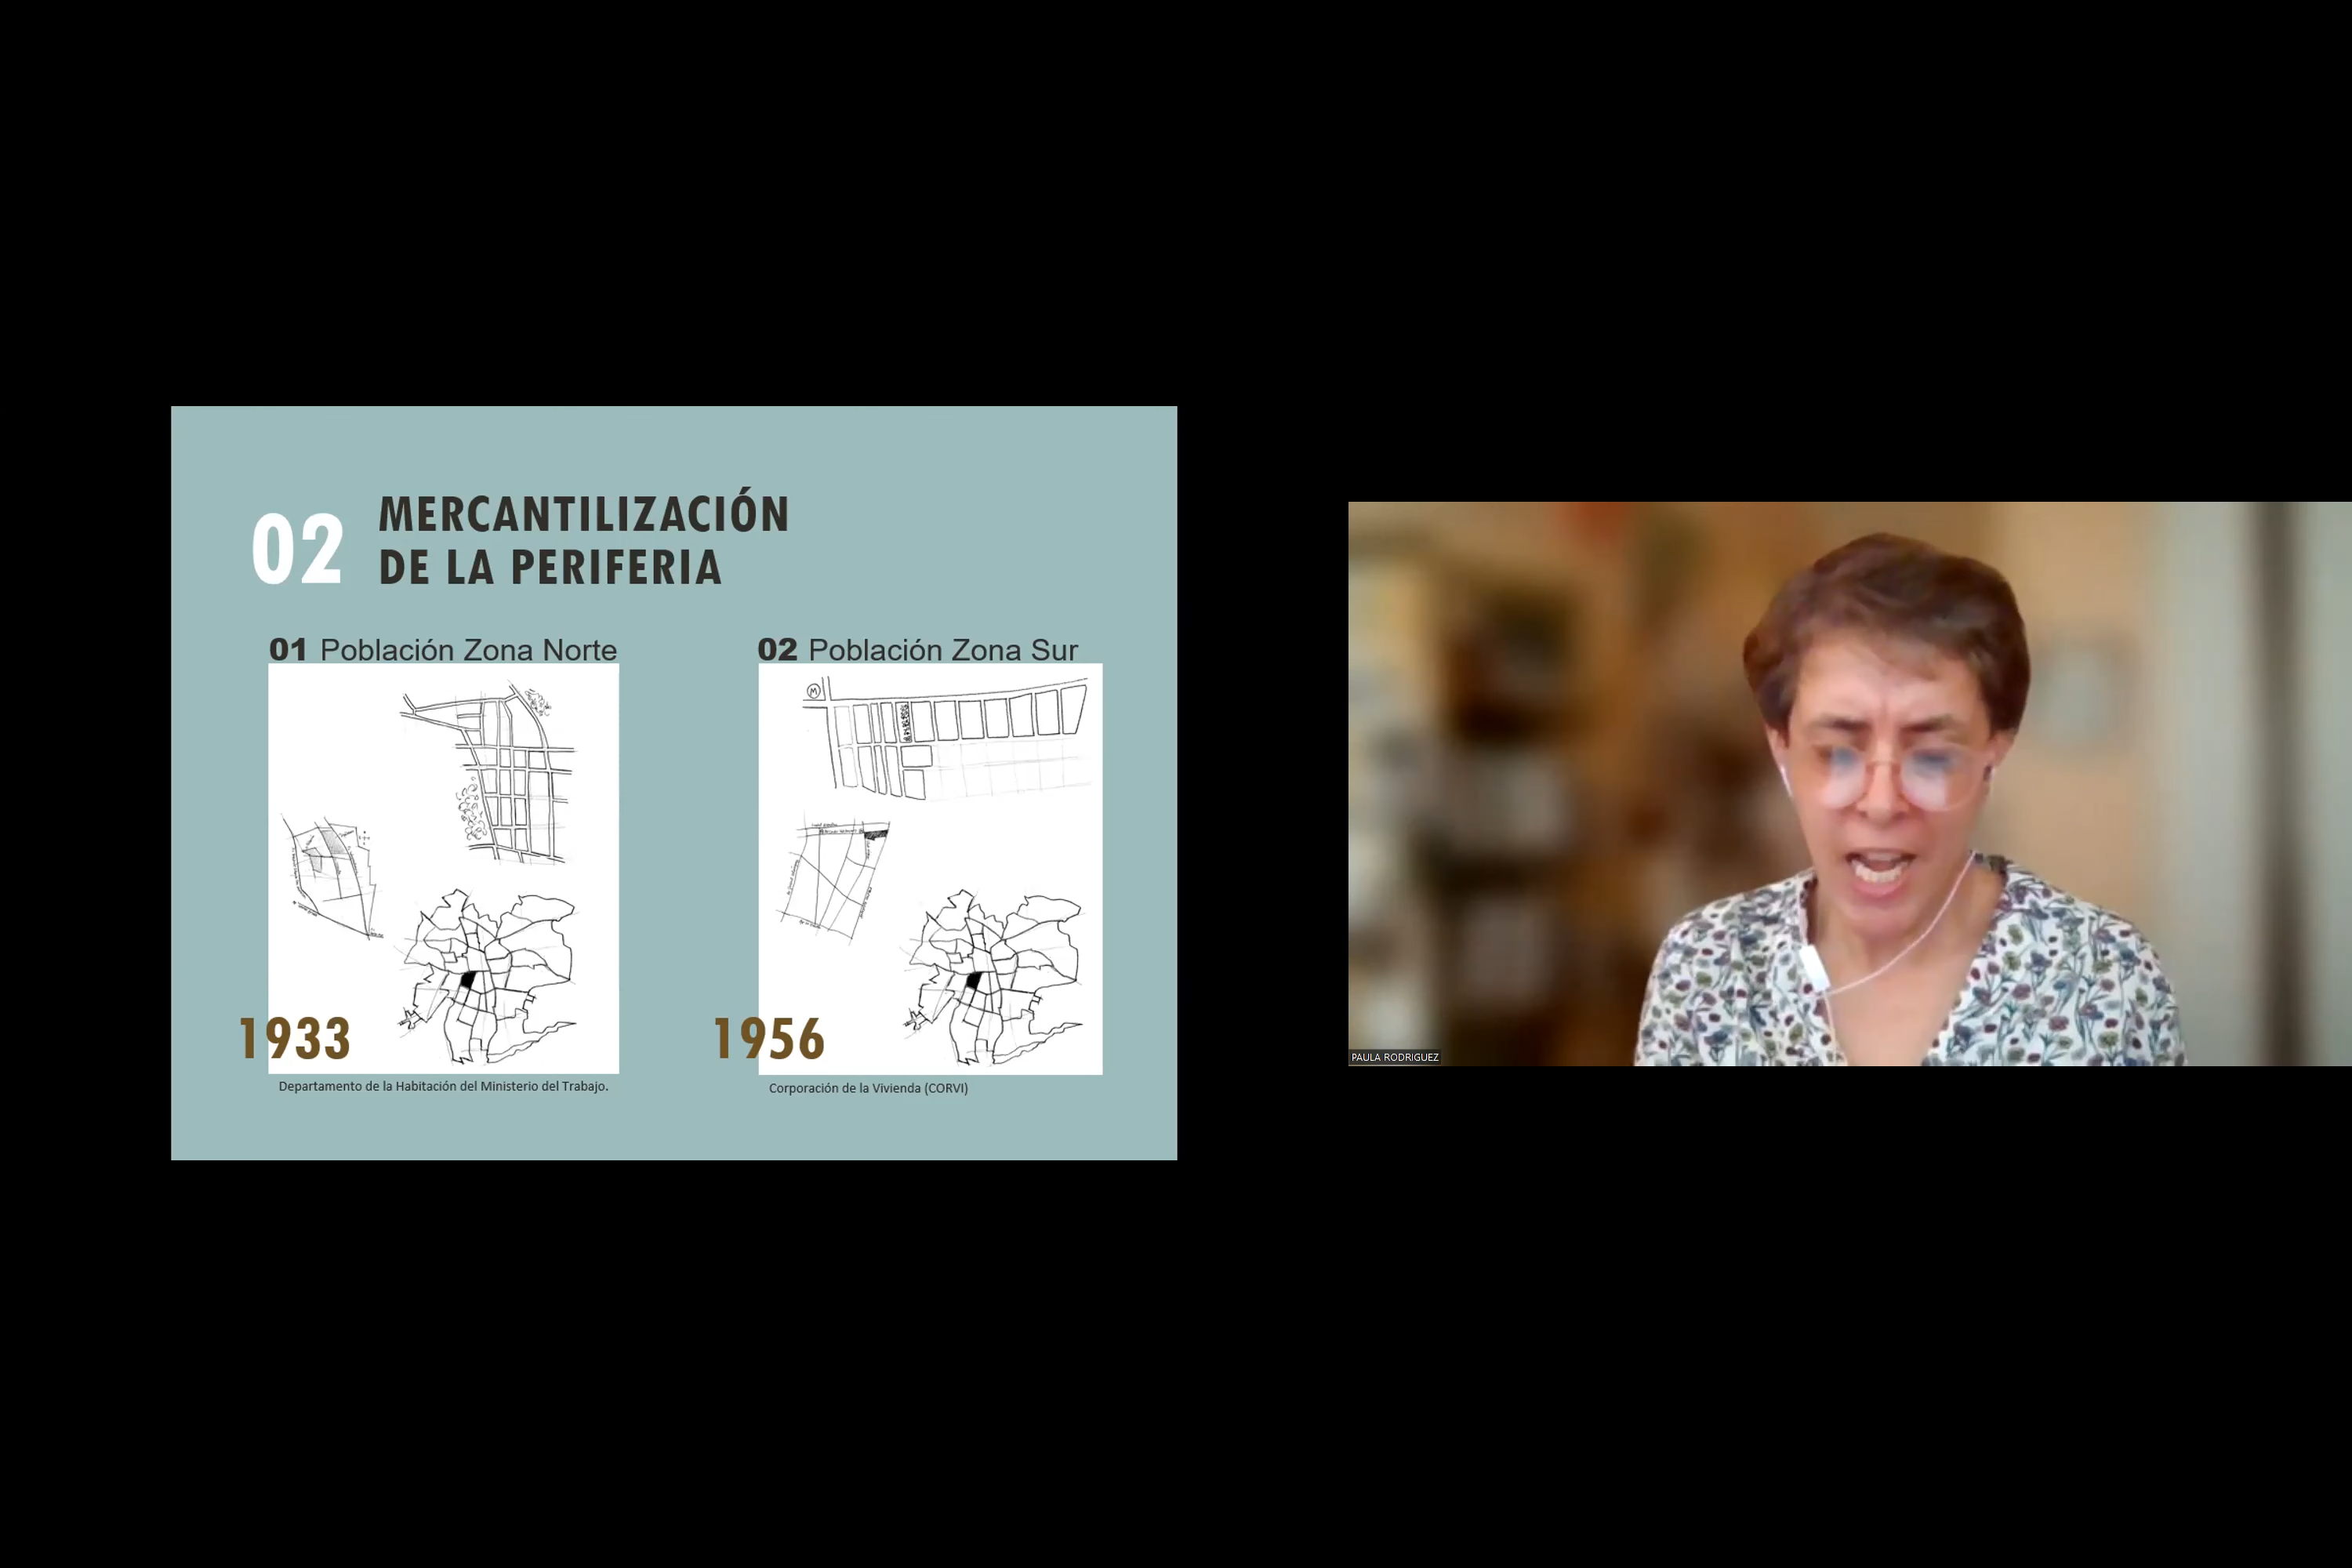 02
MERCANTILIZACIÓN
DE LA PERIFERIA
01 Población Zona Norte
02 Población Zona Sur
M
1933
1956
Departamento de la Habitación del Ministerio del Trabajo.
Corporación de la Vivienda (CORVI)
PAULA RODRIGUEZ